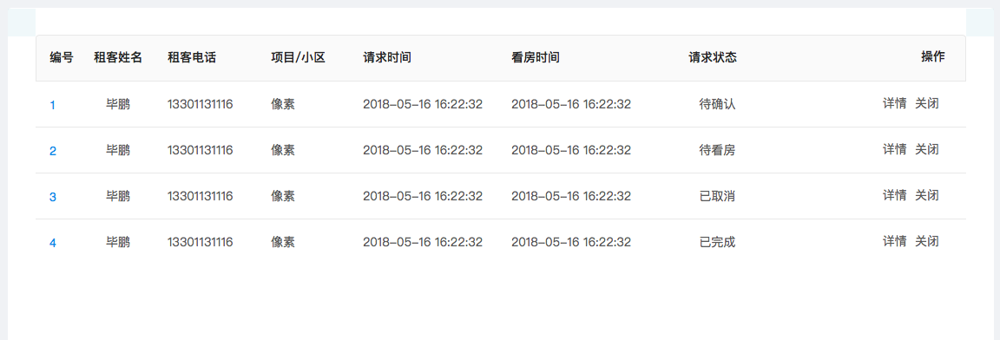 编号 租客姓名 租客电话 项目/小区 请求时间 看房时间 请求状态 操作
1 毕鹏 13301131116 像素 2018-05-16 16:22:32 2018-05-16 16:22:32 待确认 详情 关闭
2 毕鹏 13301131116 像素 2018-05-16 16:22:32 2018-05-16 16:22:32 待看房 详情 关闭
3 毕鹏 13301131116 像素 2018-05-16 16:22:32 2018-05-16 16:22:32 已取消 详情 关闭
4 毕鹏 13301131116 像素 2018-05-16 16:22:32 2018-05-16 16:22:32 已完成 详情 关闭